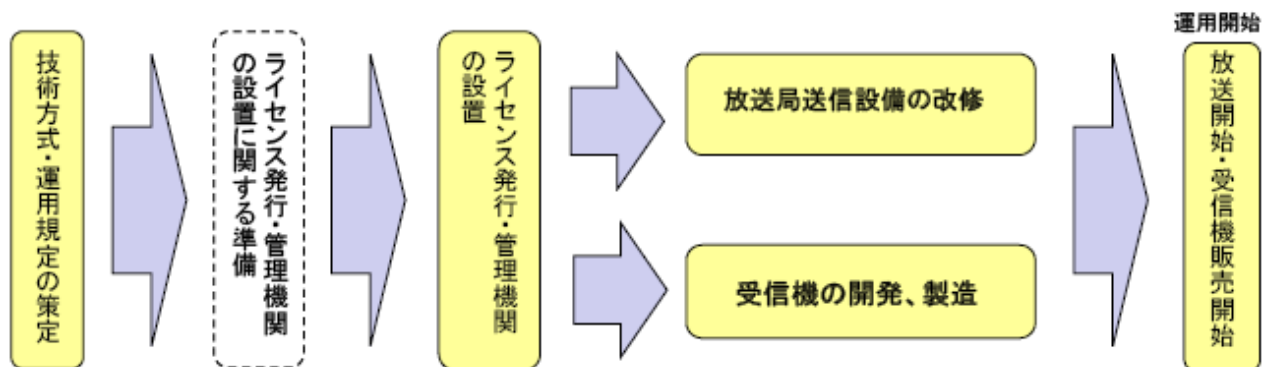 技術方式・運用規定の策定
ライセンス発行・管理機関
の設置に関する準備
ライセンス発行・管理機関
の設置
放送局送信設備の改修
受信機の開発、製造
運用開始
放送開始・受信機販売開始